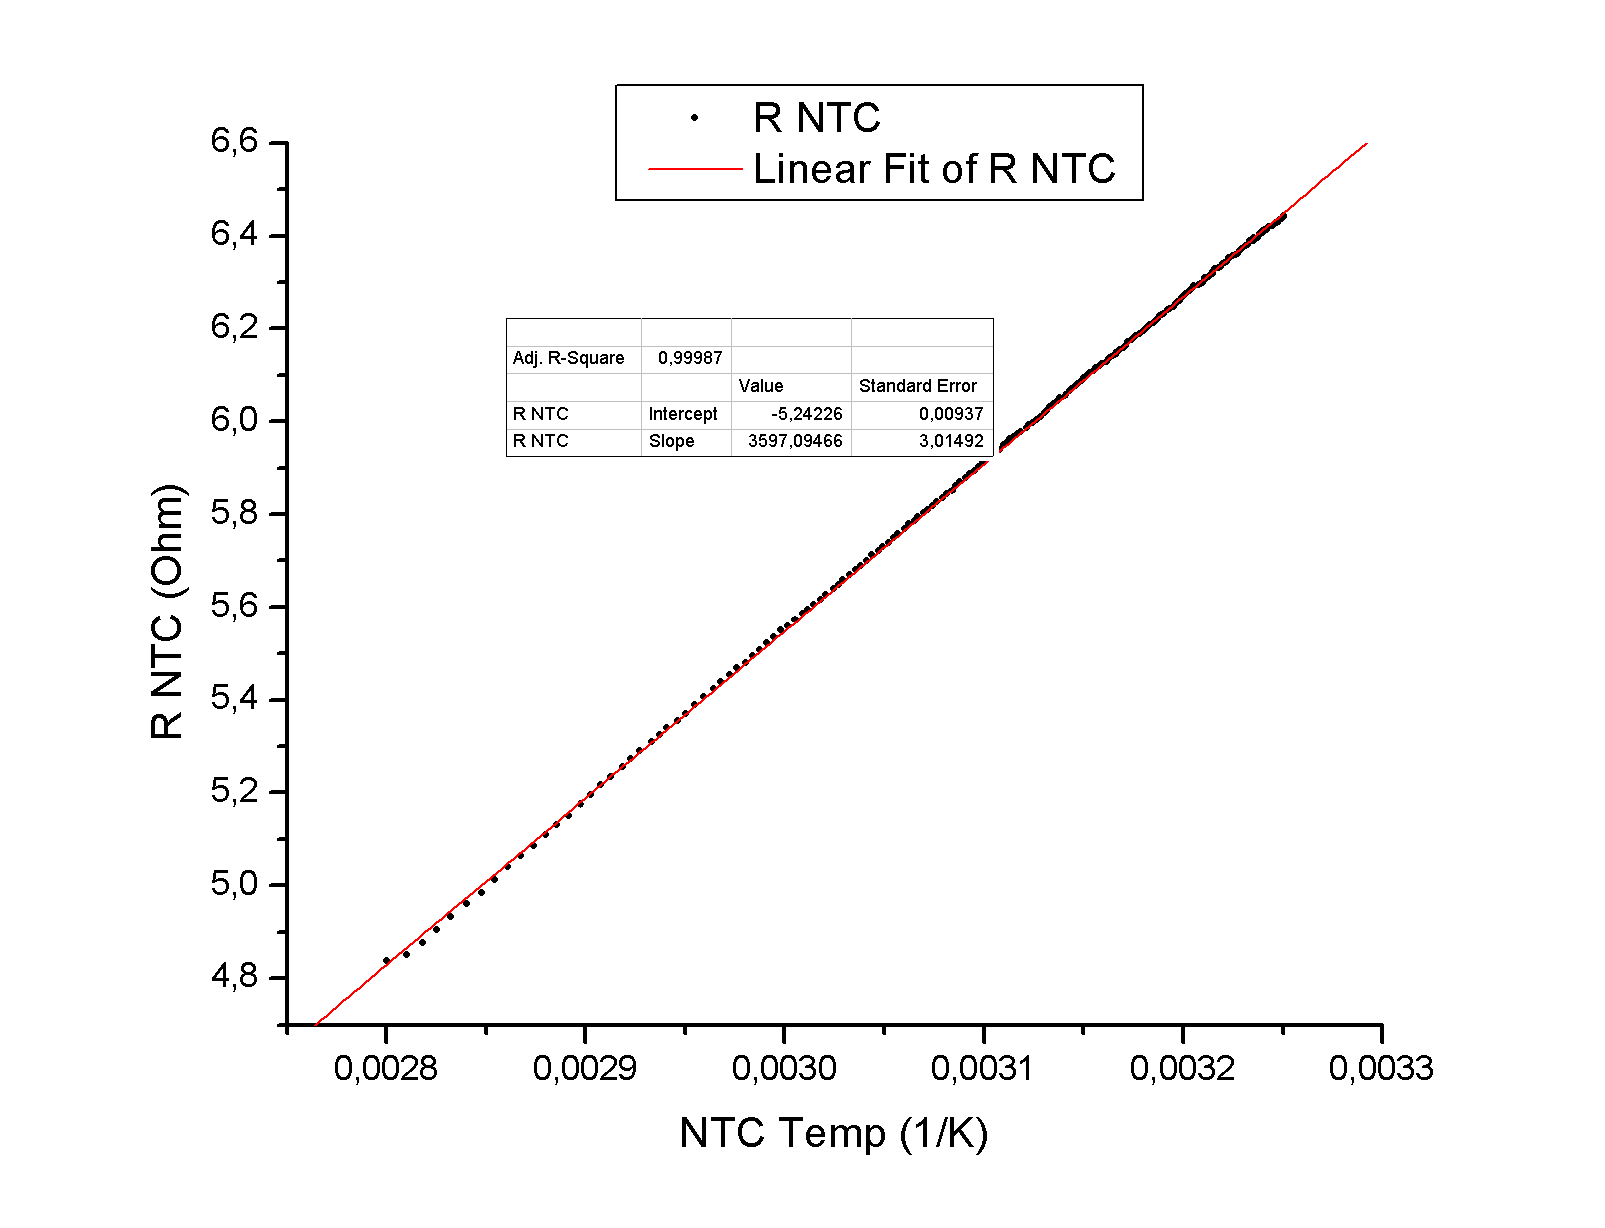 R NTC
Linear Fit of R NTC
6,6
6,4
6,2
6,0
5,8
5,6
5,4
5,2
5,0
4,8
R NTC (Ohm)
Adj. R-Square 0,99987
Value Standard Error
R NTC Intercept -5,24226 0,00937
R NTC Slope 3597,09466 3,01492
0,0028 0,0029 0,0030 0,0031 0,0032 0,0033
NTC Temp (1/K)